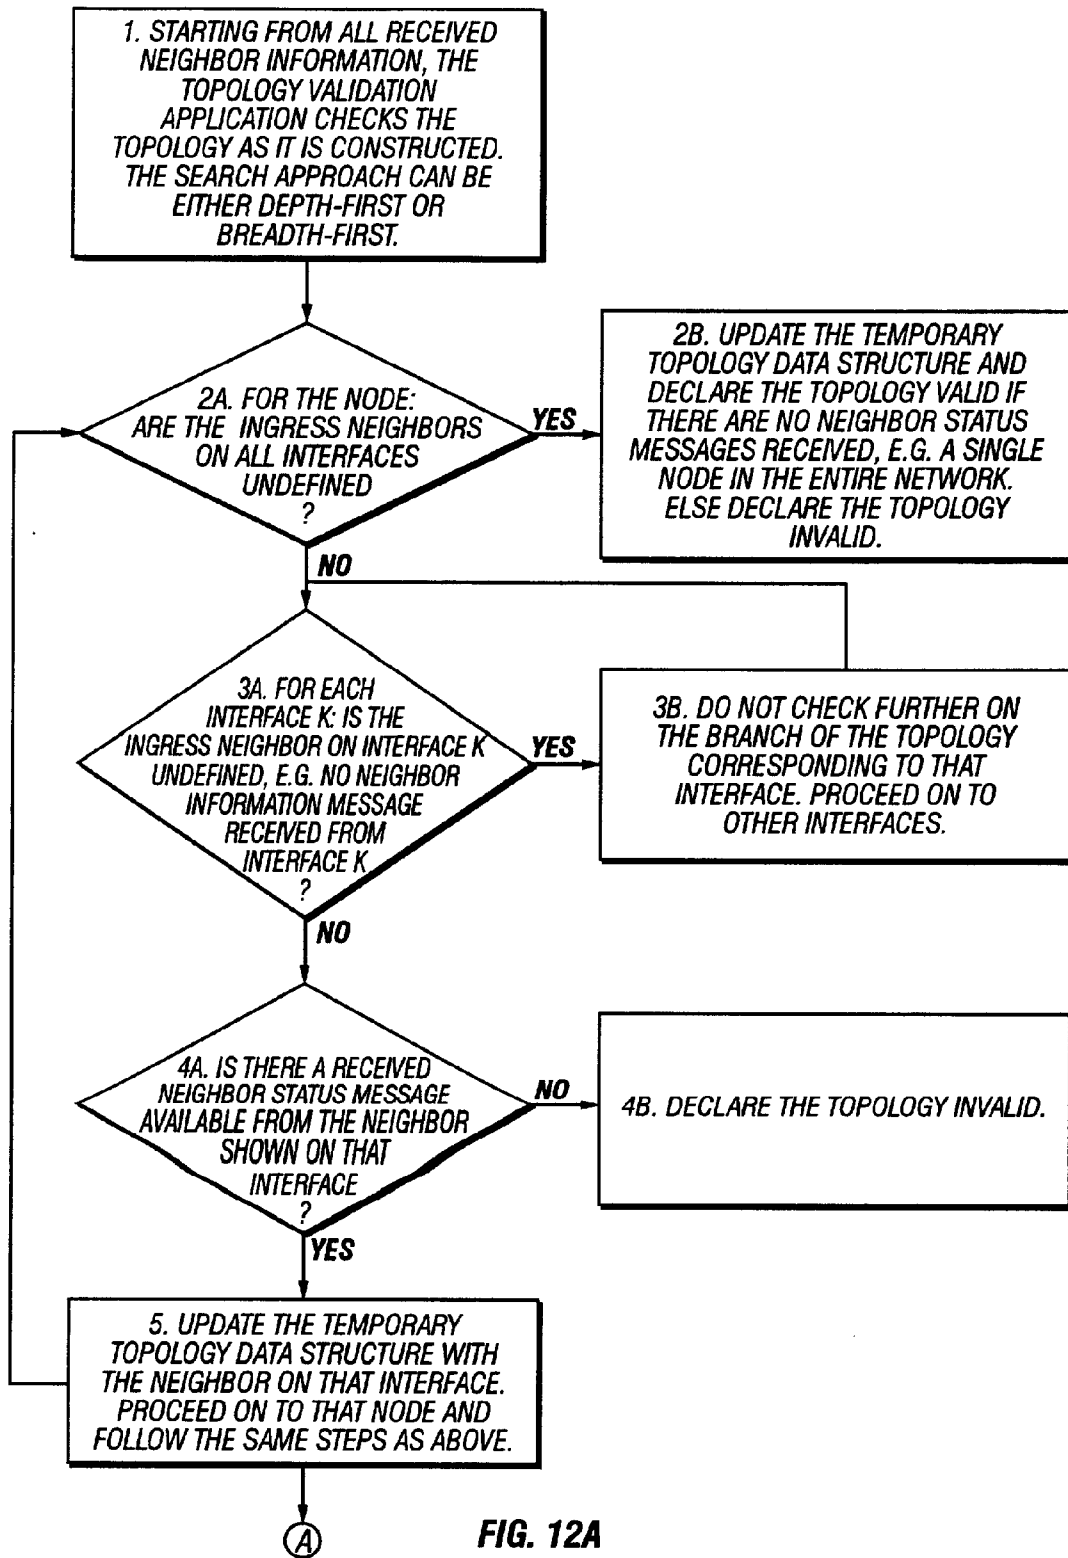 1. STARTING FROM ALL RECEIVED
NEIGHBOR INFORMATION, THE
TOPOLOGY VALIDATION
APPLICATION CHECKS THE
TOPOLOGY AS IT IS CONSTRUCTED.
THE SEARCH APPROACH CAN BE
EITHER DEPTH-FIRST OR
BREADTH-FIRST.
2A. FOR THE NODE:
ARE THE INGRESS NEIGHBORS
ON ALL INTERFACES
UNDEFINED
?
YES
2B. UPDATE THE TEMPORARY
TOPOLOGY DATA STRUCTURE AND
DECLARE THE TOPOLOGY VALID IF
THERE ARE NO NEIGHBOR STATUS
MESSAGES RECEIVED, E.G. A SINGLE
NODE IN THE ENTIRE NETWORK.
ELSE DECLARE THE TOPOLOGY
INVALID.
NO
3A. FOR EACH
INTERFACE K: IS THE
INGRESS NEIGHBOR ON INTERFACE K
UNDEFINED, E.G. NO NEIGHBOR
INFORMATION MESSAGE
RECEIVED FROM
INTERFACE K
?
YES
3B. DO NOT CHECK FURTHER ON
THE BRANCH OF THE TOPOLOGY
CORRESPONDING TO THAT
INTERFACE. PROCEED ON TO
OTHER INTERFACES.
NO
4A. IS THERE A RECEIVED
NEIGHBOR STATUS MESSAGE
AVAILABLE FROM THE NEIGHBOR
SHOWN ON THAT
INTERFACE
?
NO
4B. DECLARE THE TOPOLOGY INVALID.
YES
5. UPDATE THE TEMPORARY
TOPOLOGY DATA STRUCTURE WITH
THE NEIGHBOR ON THAT INTERFACE.
PROCEED ON TO THAT NODE AND
FOLLOW THE SAME STEPS AS ABOVE.
A
FIG. 12A